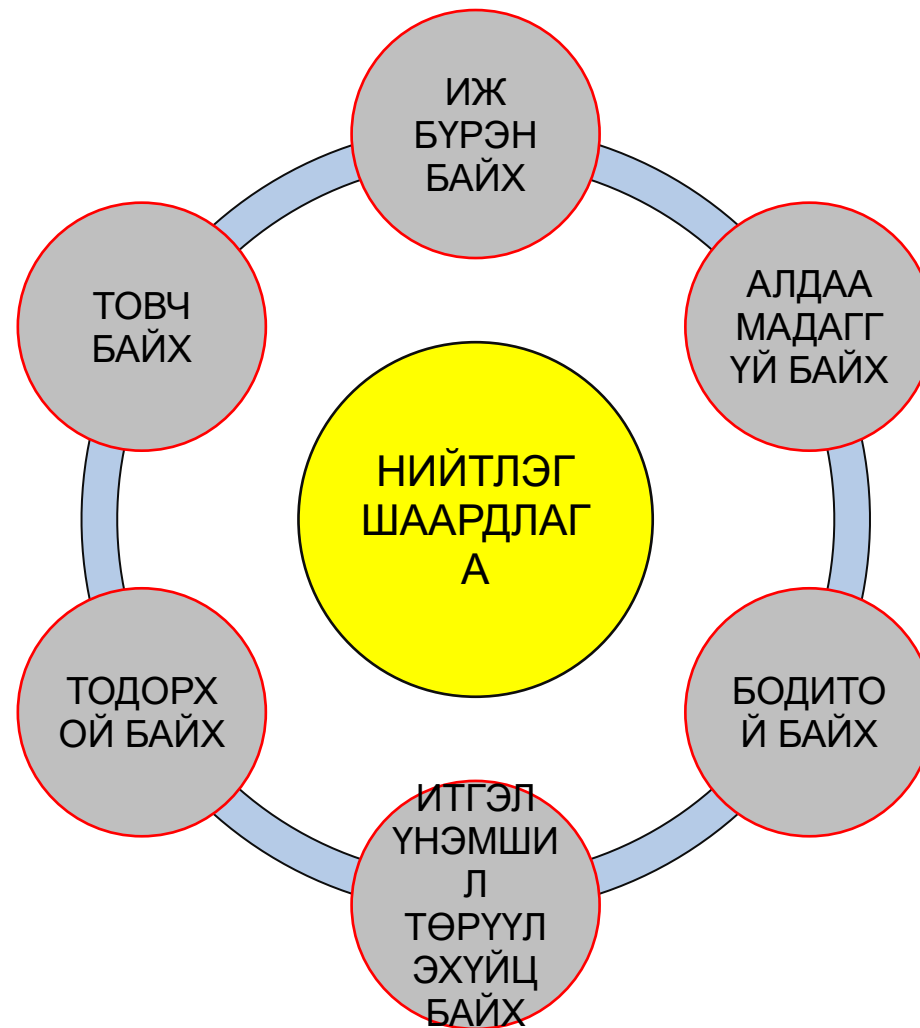 ИЖ
БҮРЭН
БАЙХ
АЛДАА
МАДАГГ
ҮЙ БАЙХ
БОДИТО
Й БАЙХ
ИТГЭЛ
ҮНЭМШИ
Л
ТӨРҮҮЛ
ЭХҮЙЦ
БАЙХ
ТОДОРХ
ОЙ БАЙХ
ТОВЧ
БАЙХ
НИЙТЛЭГ
ШААРДЛАГ
А